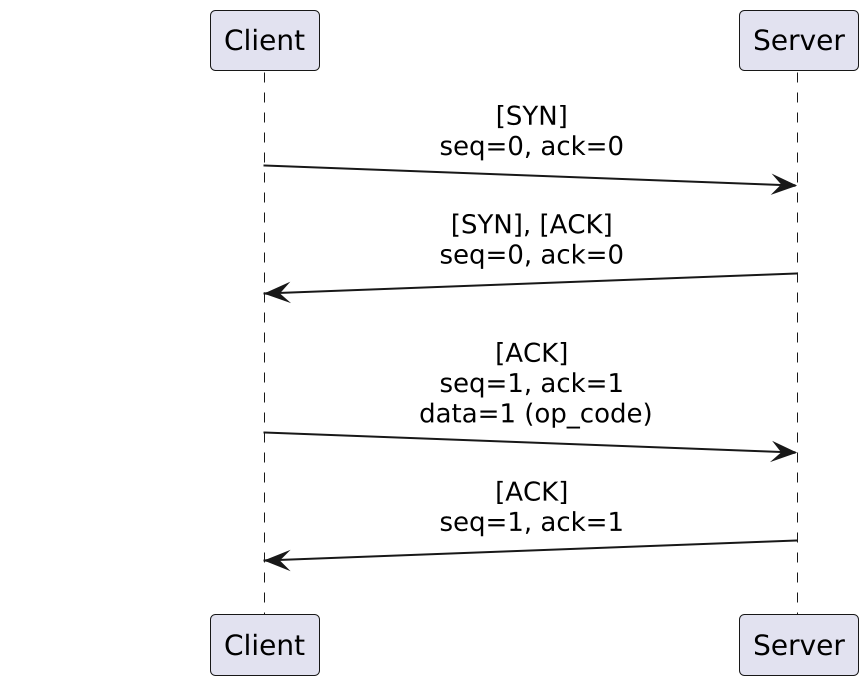 Client
Server
[SYN]
seq=0, ack=0
[SYN], [ACK]
seq=0, ack=0
[ACK]
seq=1, ack=1
data=1 (op_code)
[ACK]
seq=1, ack=1
Client
Server